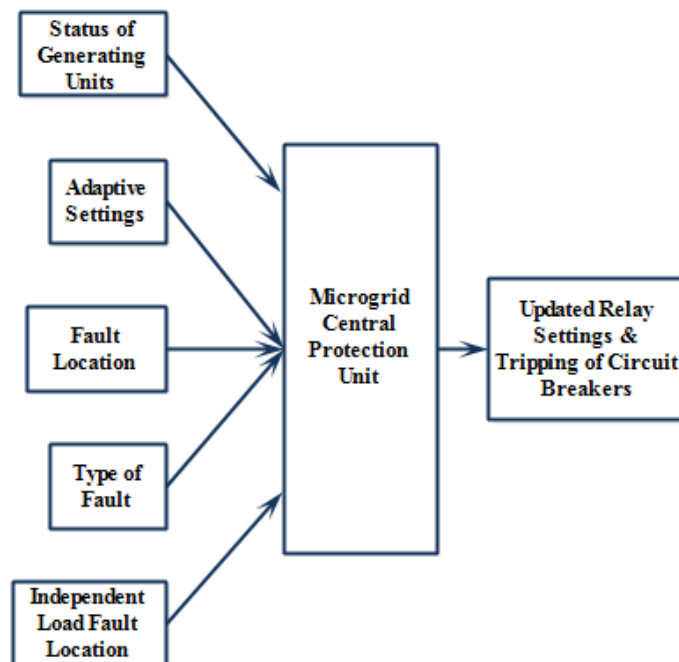 Status of
Generating
Units
Adaptive
Settings
Fault
Location
Type of
Fault
Independent
Load Fault
Location
Microgrid
Central
Protection
Unit
Updated Relay
Settings &
Tripping of Circuit
Breakers